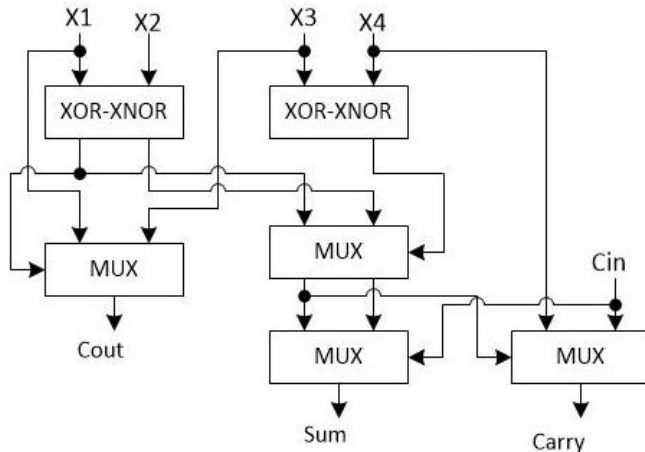 X1 X2 X3 X4
XOR-XNOR XOR-XNOR
MUX MUX Cin
Cout MUX MUX
Sum Carry